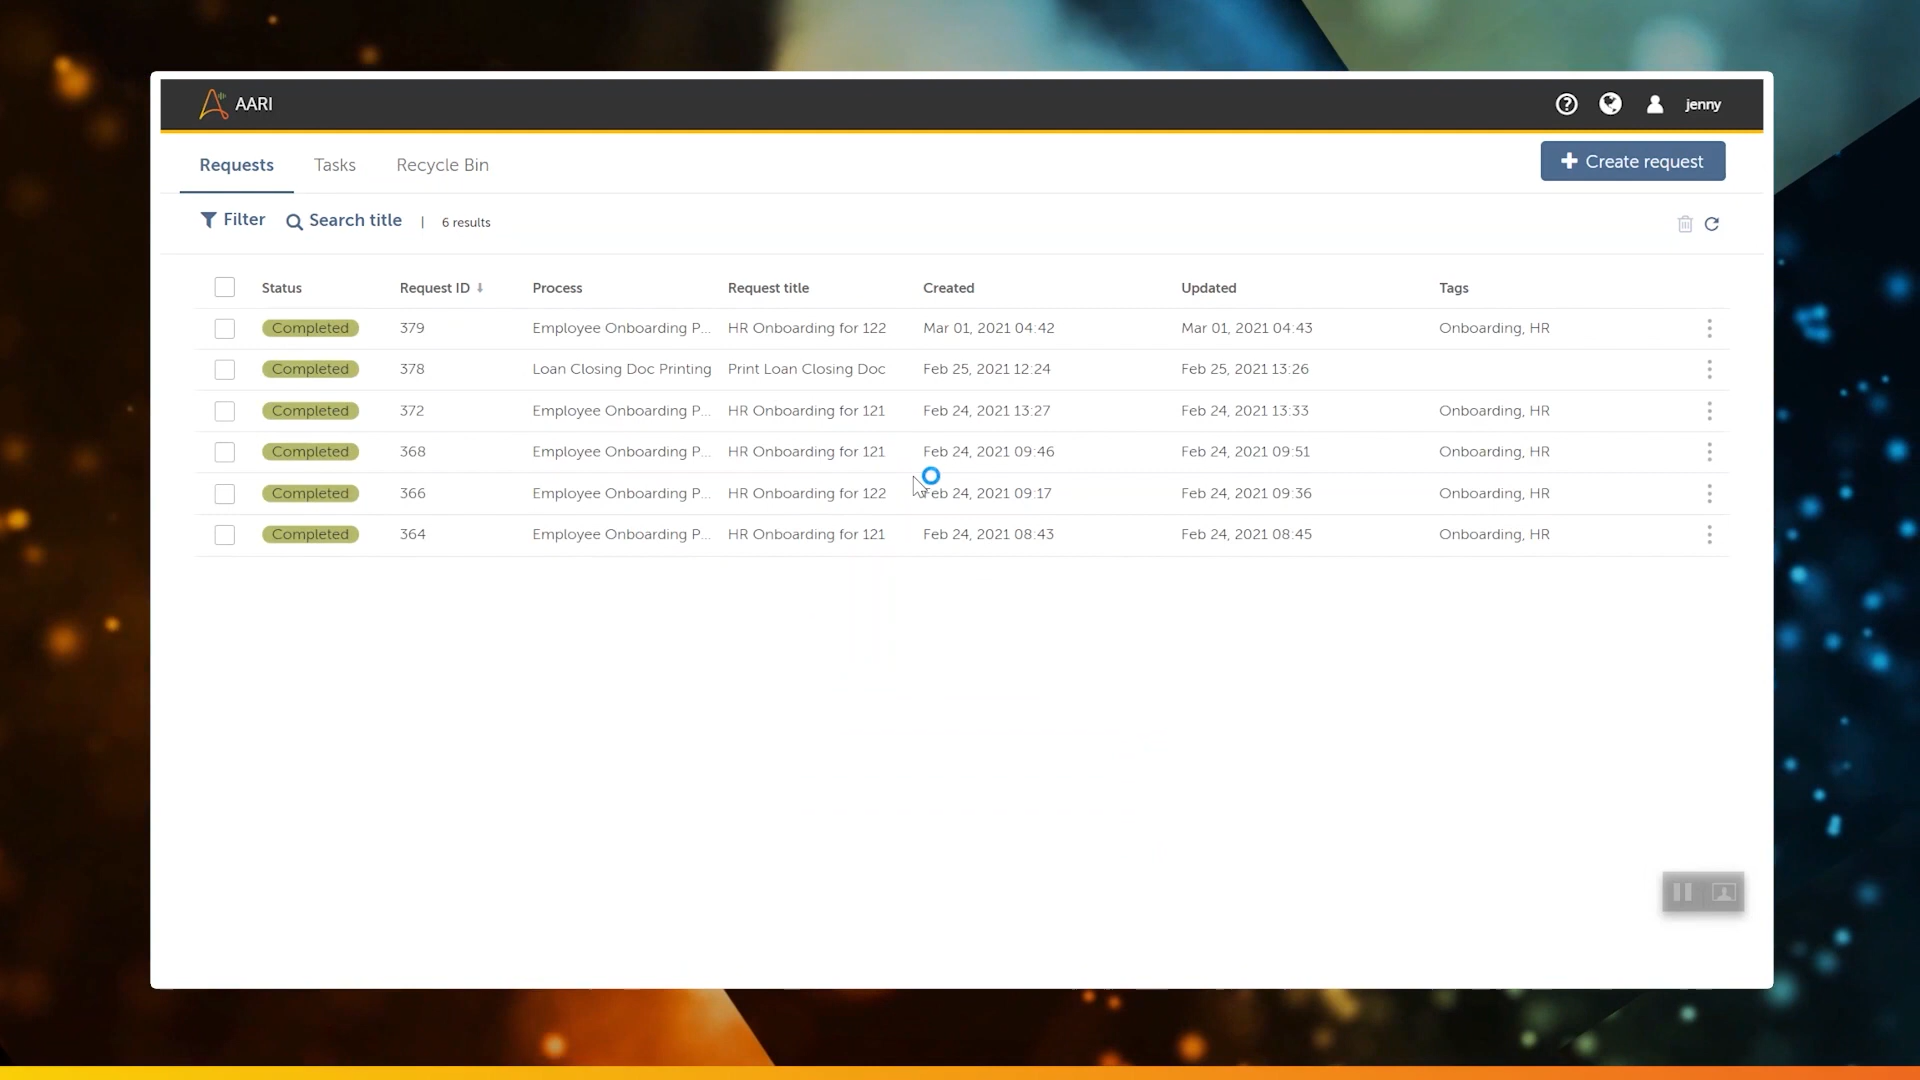 AARI
jenny
Requests Tasks Recycle Bin
Create request
Filter Search title | 6 results
Status Request ID Process Request title Created Updated Tags
Completed 379 Employee Onboarding P... HR Onboarding for 122 Mar 01, 2021 04:42 Mar 01, 2021 04:43 Onboarding, HR
Completed 378 Loan Closing Doc Printing Print Loan Closing Doc Feb 25, 2021 12:24 Feb 25, 2021 13:26
Completed 372 Employee Onboarding P... HR Onboarding for 121 Feb 24, 2021 13:27 Feb 24, 2021 13:33 Onboarding, HR
Completed 368 Employee Onboarding P... HR Onboarding for 121 Feb 24, 2021 09:46 Feb 24, 2021 09:51 Onboarding, HR
Completed 366 Employee Onboarding P... HR Onboarding for 122 Feb 24, 2021 09:17 Feb 24, 2021 09:36 Onboarding, HR
Completed 364 Employee Onboarding P... HR Onboarding for 121 Feb 24, 2021 08:43 Feb 24, 2021 08:45 Onboarding, HR